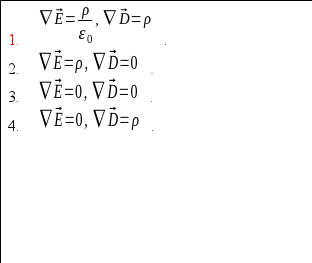 1. ∇E⃗=ρ/ε₀, ∇D⃗=ρ .
2. ∇E⃗=ρ, ∇D⃗=0 .
3. ∇E⃗=0, ∇D⃗=0 .
4. ∇E⃗=0, ∇D⃗=ρ .